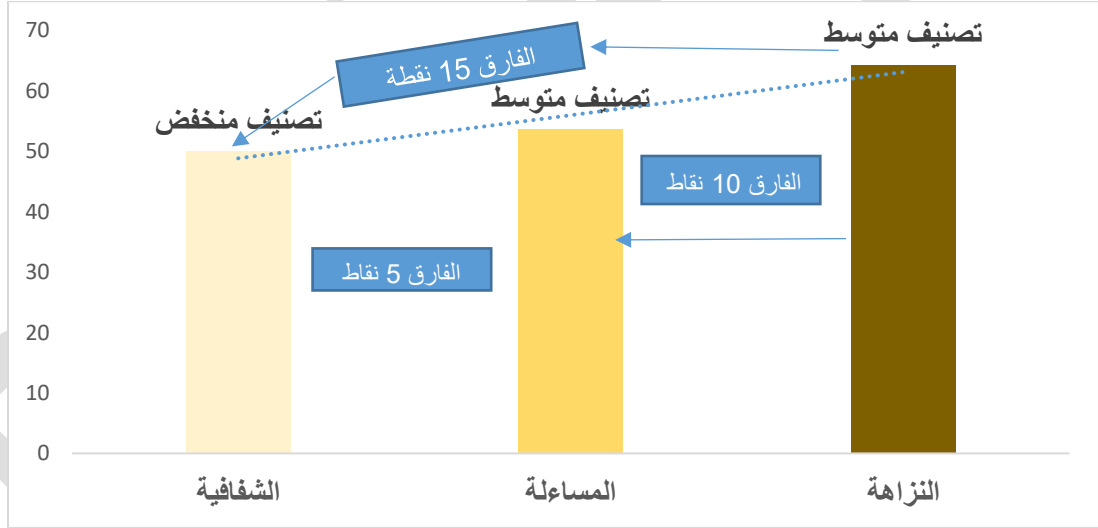 70
60
50
40
30
20
10
0
تصنيف متوسط
الفارق 15 نقطة
تصنيف متوسط
تصنيف منخفض
الفارق 10 نقاط
الفارق 5 نقاط
النزاهة
المساءلة
الشفافية